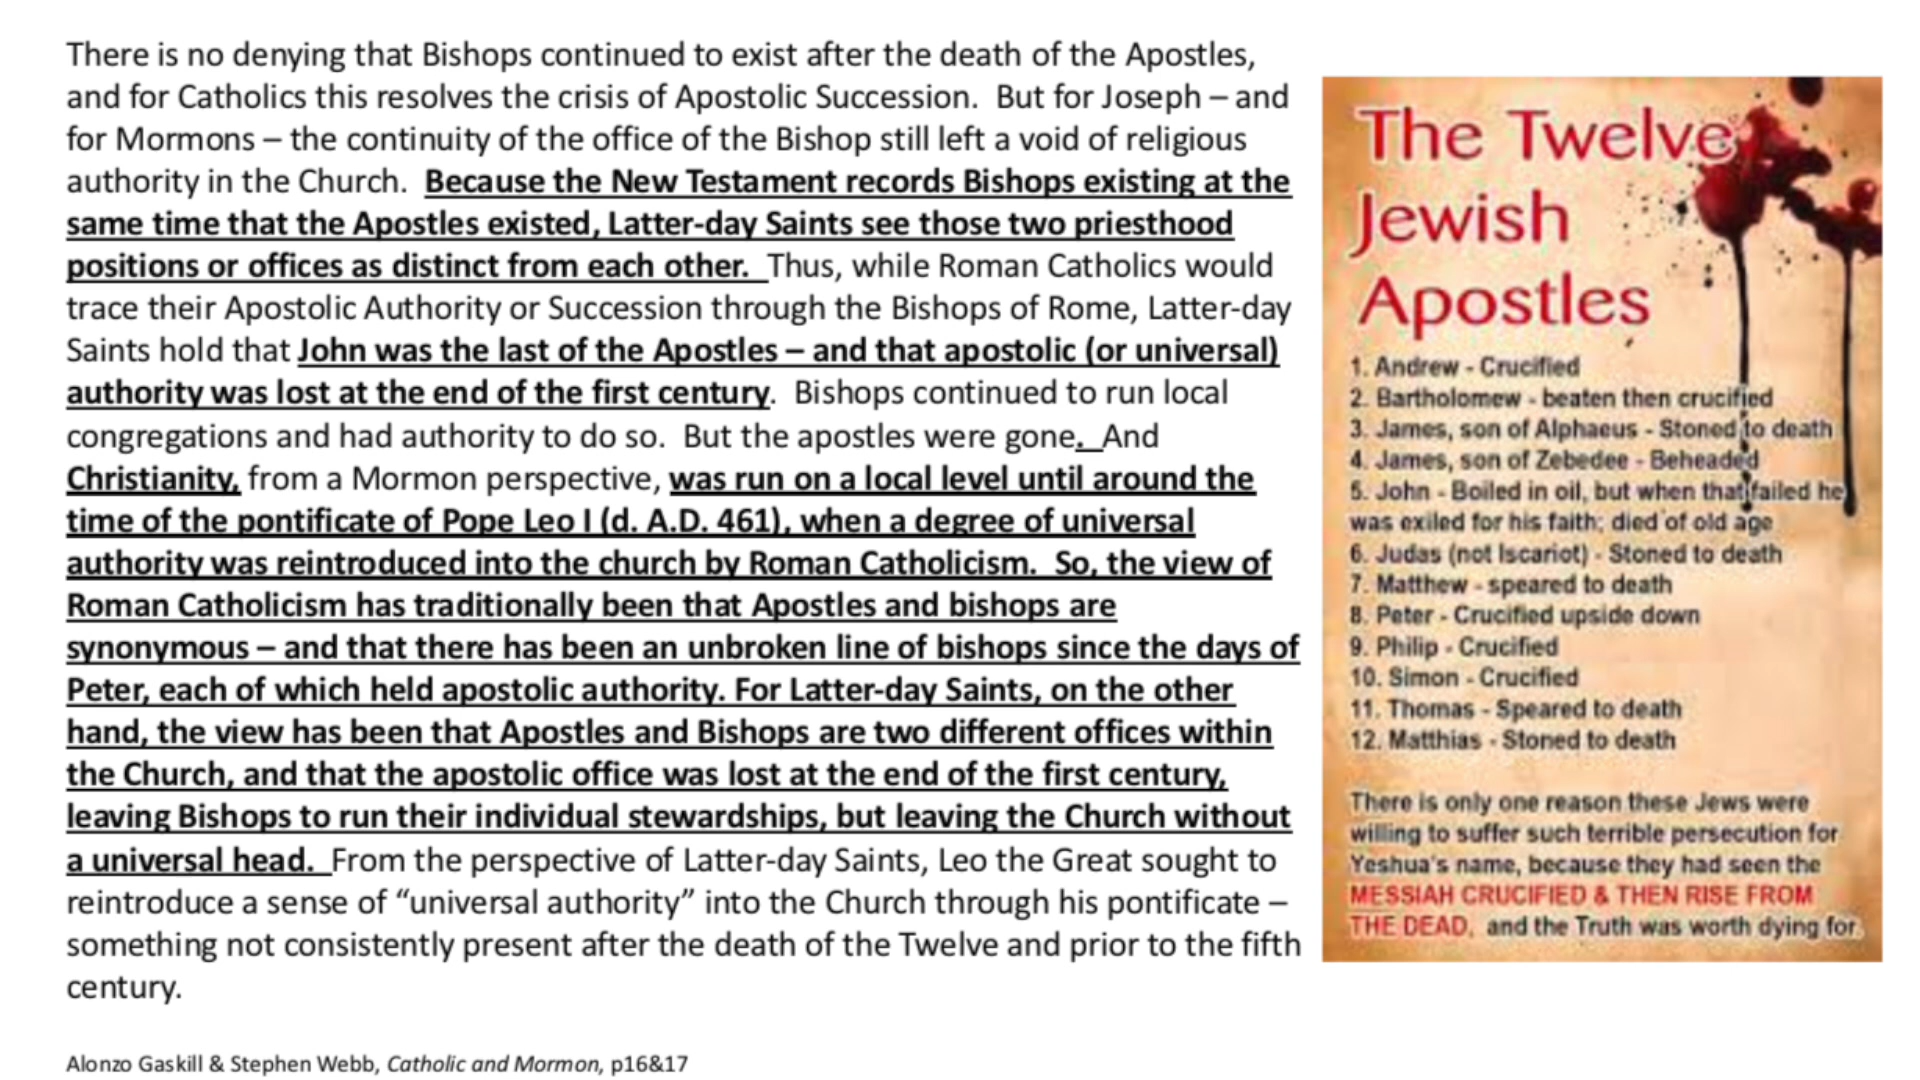 There is no denying that Bishops continued to exist after the death of the Apostles,
and for Catholics this resolves the crisis of Apostolic Succession.  But for Joseph – and
for Mormons – the continuity of the office of the Bishop still left a void of religious
authority in the Church.  Because the New Testament records Bishops existing at the
same time that the Apostles existed, Latter-day Saints see those two priesthood
positions or offices as distinct from each other.  Thus, while Roman Catholics would
trace their Apostolic Authority or Succession through the Bishops of Rome, Latter-day
Saints hold that John was the last of the Apostles – and that apostolic (or universal)
authority was lost at the end of the first century.  Bishops continued to run local
congregations and had authority to do so.  But the apostles were gone.  And
Christianity, from a Mormon perspective, was run on a local level until around the
time of the pontificate of Pope Leo I (d. A.D. 461), when a degree of universal
authority was reintroduced into the church by Roman Catholicism.  So, the view of
Roman Catholicism has traditionally been that Apostles and bishops are
synonymous – and that there has been an unbroken line of bishops since the days of
Peter, each of which held apostolic authority. For Latter-day Saints, on the other
hand, the view has been that Apostles and Bishops are two different offices within
the Church, and that the apostolic office was lost at the end of the first century,
leaving Bishops to run their individual stewardships, but leaving the Church without
a universal head.  From the perspective of Latter-day Saints, Leo the Great sought to
reintroduce a sense of “universal authority” into the Church through his pontificate –
something not consistently present after the death of the Twelve and prior to the fifth
century.
Alonzo Gaskill & Stephen Webb, Catholic and Mormon, p16&17
The Twelve
Jewish
Apostles
1. Andrew - Crucified
2. Bartholomew - beaten then crucified
3. James, son of Alphaeus - Stoned to death
4. James, son of Zebedee - Beheaded
5. John - Boiled in oil, but when that failed he
was exiled for his faith; died of old age
6. Judas (not Iscariot) - Stoned to death
7. Matthew - speared to death
8. Peter - Crucified upside down
9. Philip - Crucified
10. Simon - Crucified
11. Thomas - Speared to death
12. Matthias - Stoned to death
There is only one reason these Jews were
willing to suffer such terrible persecution for
Yeshua's name, because they had seen the
MESSIAH CRUCIFIED & THEN RISE FROM
THE DEAD, and the Truth was worth dying for.